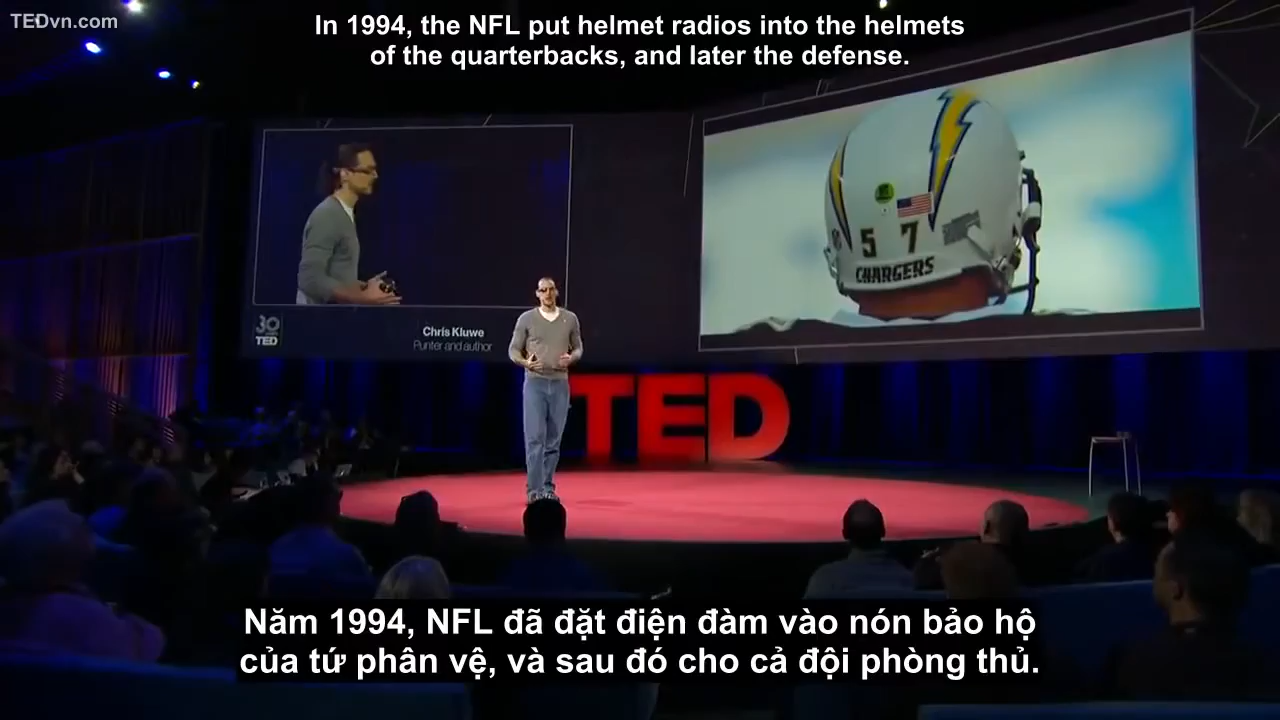 TEDvn.com
In 1994, the NFL put helmet radios into the helmets
of the quarterbacks, and later the defense.
5 7
CHARGERS
30
TED
Chris Kluwe
Punter and author
TED
Năm 1994, NFL đã đặt điện đàm vào nón bảo hộ
của tứ phân vệ, và sau đó cho cả đội phòng thủ.